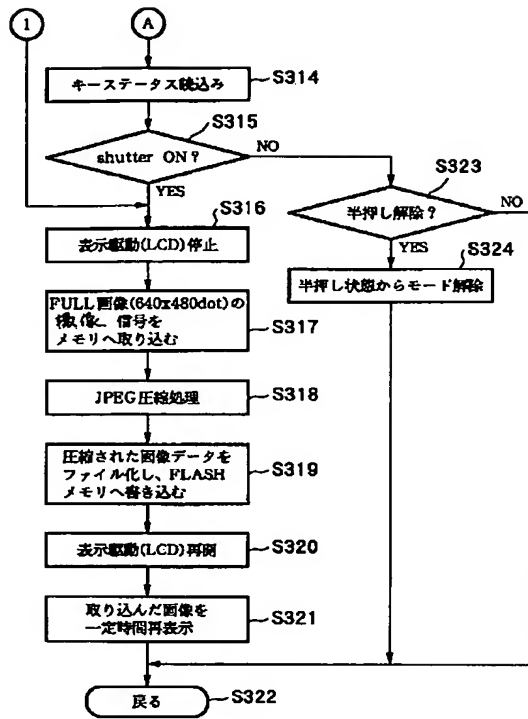 1
A
キーステータス読込み
S314
S315
shutter ON?
NO
YES
S323
半押し解除?
NO
YES
S316
表示駆動(LCD)停止
S324
半押し状態からモード解除
FULL画像(640x480dot)の
撮像、信号を
メモリへ取り込む
S317
JPEG圧縮処理
S318
圧縮された画像データを
ファイル化し、FLASH
メモリへ書き込む
S319
表示駆動(LCD)再開
S320
取り込んだ画像を
一定時間再表示
S321
戻る
S322